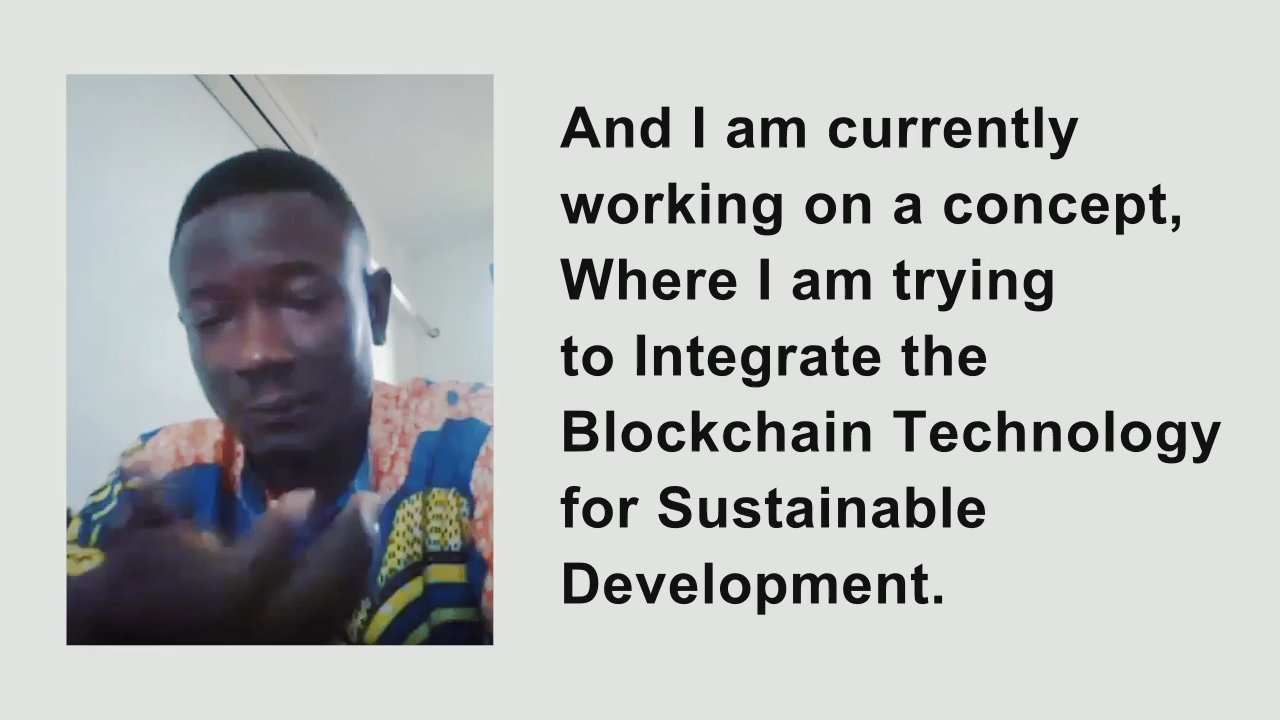 And I am currently
working on a concept,
Where I am trying
to Integrate the
Blockchain Technology
for Sustainable
Development.